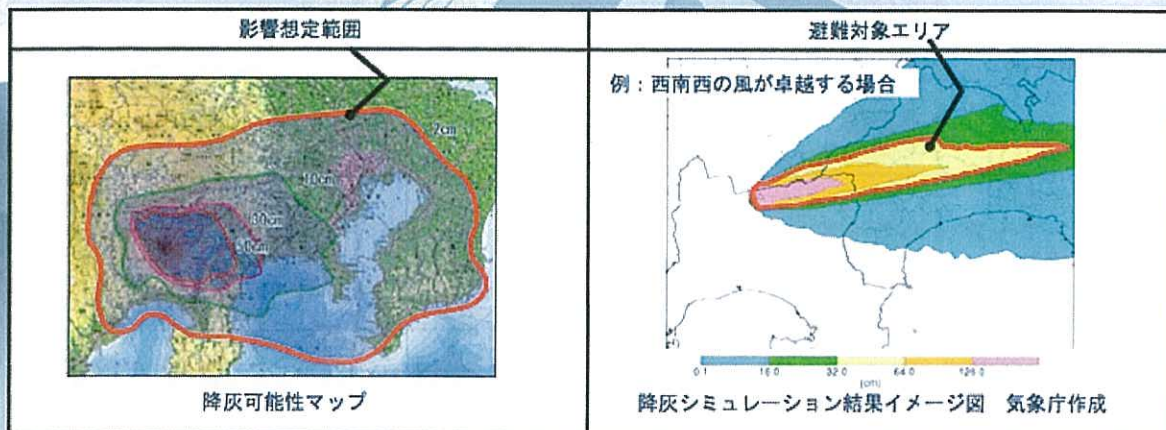 影響想定範囲
避難対象エリア
2cm
10cm
30cm
例：西南西の風が卓越する場合
0.1 16.0 32.0 64.0 128.0
(cm)
降灰可能性マップ
降灰シミュレーション結果イメージ図 気象庁作成